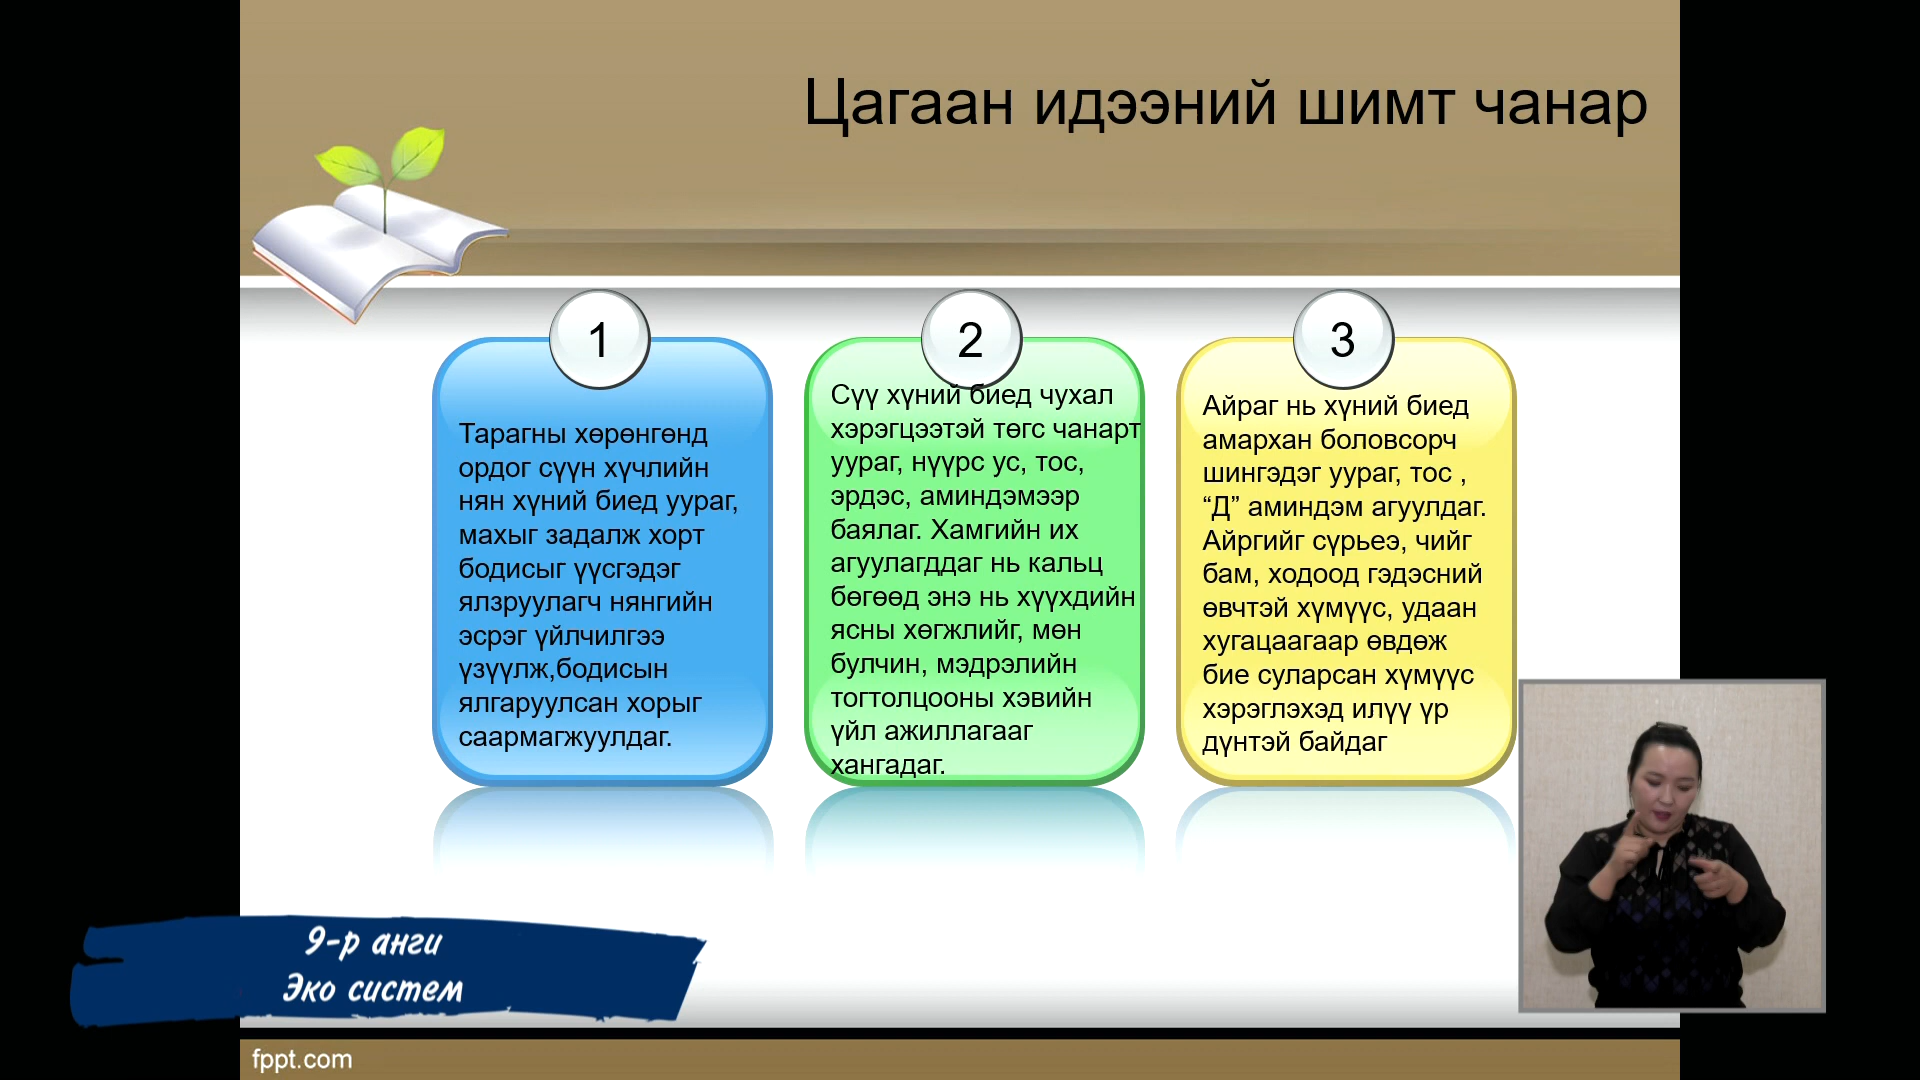 Цагаан идээний шимт чанар
1
Тарагны хөрөнгөнд
ордог сүүн хүчлийн
нян хүний биед уураг,
махыг задалж хорт
бодисыг үүсгэдэг
ялзруулагч нянгийн
эсрэг үйлчилгээ
үзүүлж,бодисын
ялгаруулсан хорыг
саармагжуулдаг.
2
Сүү хүний биед чухал
хэрэгцээтэй төгс чанарт
уураг, нүүрс ус, тос,
эрдэс, аминдэмээр
баялаг. Хамгийн их
агуулагддаг нь кальц
бөгөөд энэ нь хүүхдийн
ясны хөгжлийг, мөн
булчин, мэдрэлийн
тогтолцооны хэвийн
үйл ажиллагааг
хангадаг.
3
Айраг нь хүний биед
амархан боловсорч
шингэдэг уураг, тос ,
“Д” аминдэм агуулдаг.
Айргийг сүрьеэ, чийг
бам, ходоод гэдэсний
өвчтэй хүмүүс, удаан
хугацаагаар өвдөж
бие суларсан хүмүүс
хэрэглэхэд илүү үр
дүнтэй байдаг
9-р анги
Эко систем
fppt.com